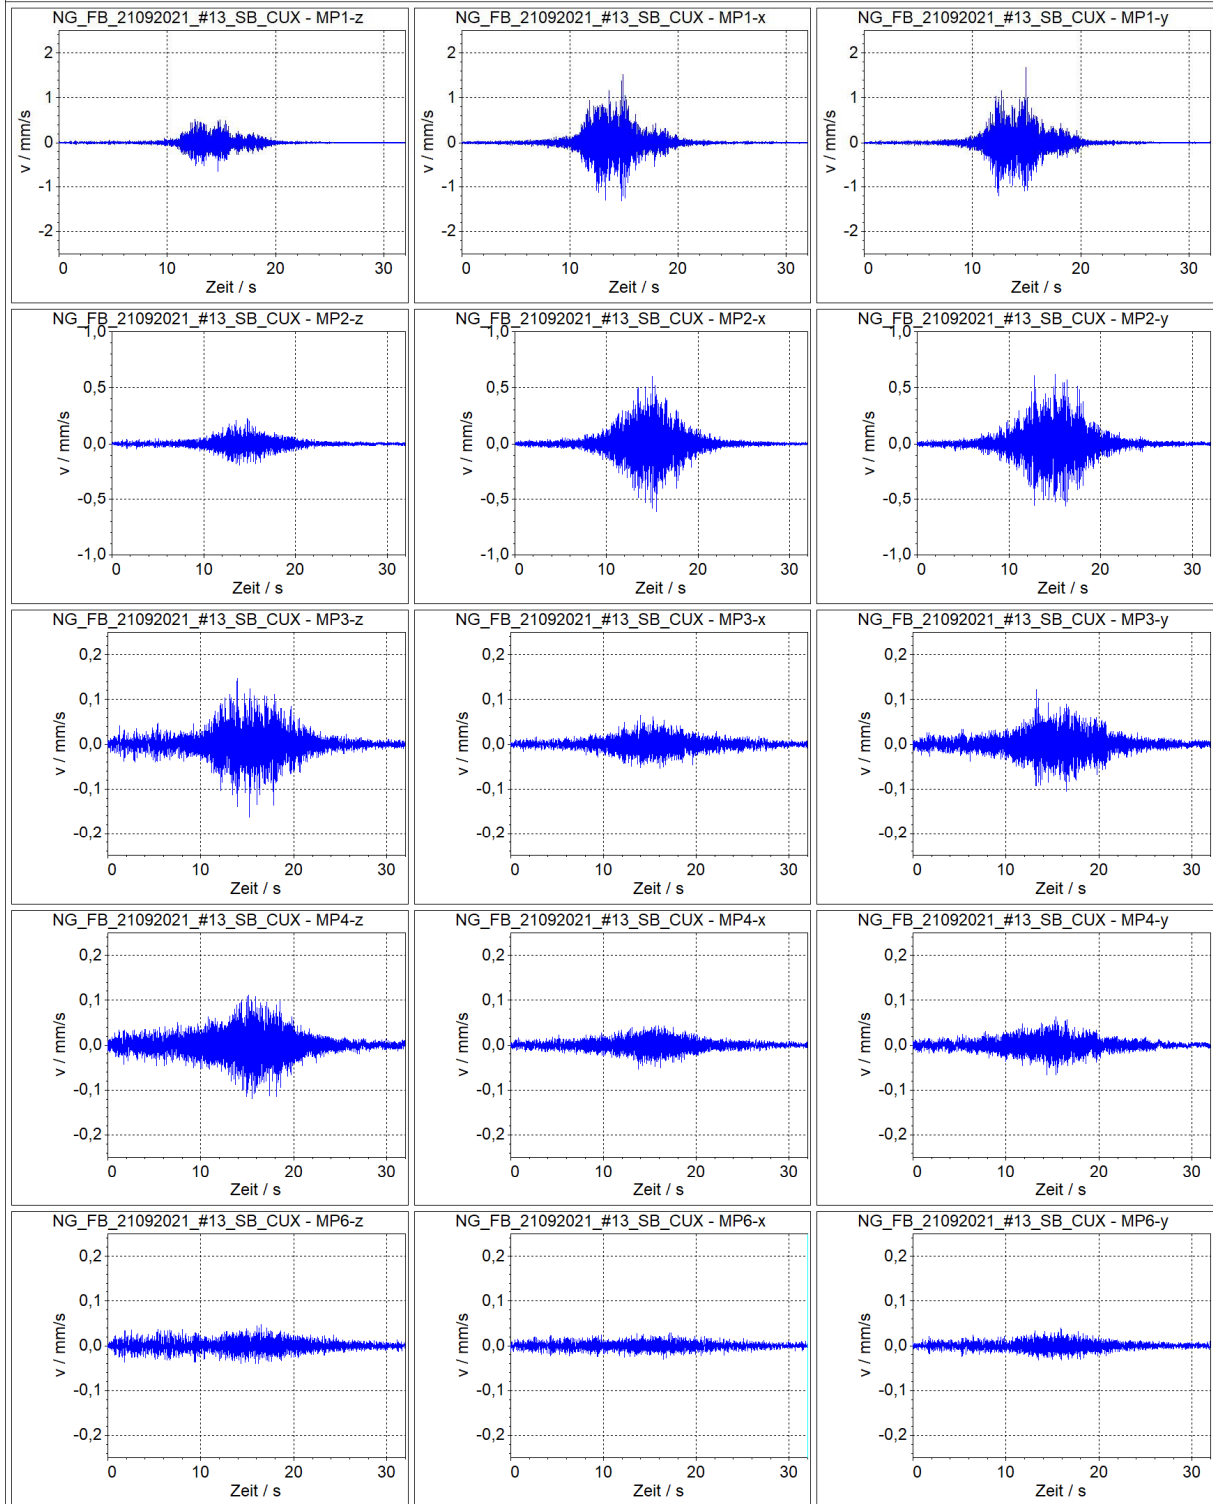 NG_FB_21092021_#13_SB_CUX - MP1-z
2
1
0
-1
-2
v / mm/s
0 10 20 30
Zeit / s
NG_FB_21092021_#13_SB_CUX - MP1-x
2
1
0
-1
-2
v / mm/s
0 10 20 30
Zeit / s
NG_FB_21092021_#13_SB_CUX - MP1-y
2
1
0
-1
-2
v / mm/s
0 10 20 30
Zeit / s
NG_FB_21092021_#13_SB_CUX - MP2-z
1,0
0,5
0,0
-0,5
-1,0
v / mm/s
0 10 20 30
Zeit / s
NG_FB_21092021_#13_SB_CUX - MP2-x
1,0
0,5
0,0
-0,5
-1,0
v / mm/s
0 10 20 30
Zeit / s
NG_FB_21092021_#13_SB_CUX - MP2-y
1,0
0,5
0,0
-0,5
-1,0
v / mm/s
0 10 20 30
Zeit / s
NG_FB_21092021_#13_SB_CUX - MP3-z
0,2
0,1
0,0
-0,1
-0,2
v / mm/s
0 10 20 30
Zeit / s
NG_FB_21092021_#13_SB_CUX - MP3-x
0,2
0,1
0,0
-0,1
-0,2
v / mm/s
0 10 20 30
Zeit / s
NG_FB_21092021_#13_SB_CUX - MP3-y
0,2
0,1
0,0
-0,1
-0,2
v / mm/s
0 10 20 30
Zeit / s
NG_FB_21092021_#13_SB_CUX - MP4-z
0,2
0,1
0,0
-0,1
-0,2
v / mm/s
0 10 20 30
Zeit / s
NG_FB_21092021_#13_SB_CUX - MP4-x
0,2
0,1
0,0
-0,1
-0,2
v / mm/s
0 10 20 30
Zeit / s
NG_FB_21092021_#13_SB_CUX - MP4-y
0,2
0,1
0,0
-0,1
-0,2
v / mm/s
0 10 20 30
Zeit / s
NG_FB_21092021_#13_SB_CUX - MP6-z
0,2
0,1
0,0
-0,1
-0,2
v / mm/s
0 10 20 30
Zeit / s
NG_FB_21092021_#13_SB_CUX - MP6-x
0,2
0,1
0,0
-0,1
-0,2
v / mm/s
0 10 20 30
Zeit / s
NG_FB_21092021_#13_SB_CUX - MP6-y
0,2
0,1
0,0
-0,1
-0,2
v / mm/s
0 10 20 30
Zeit / s